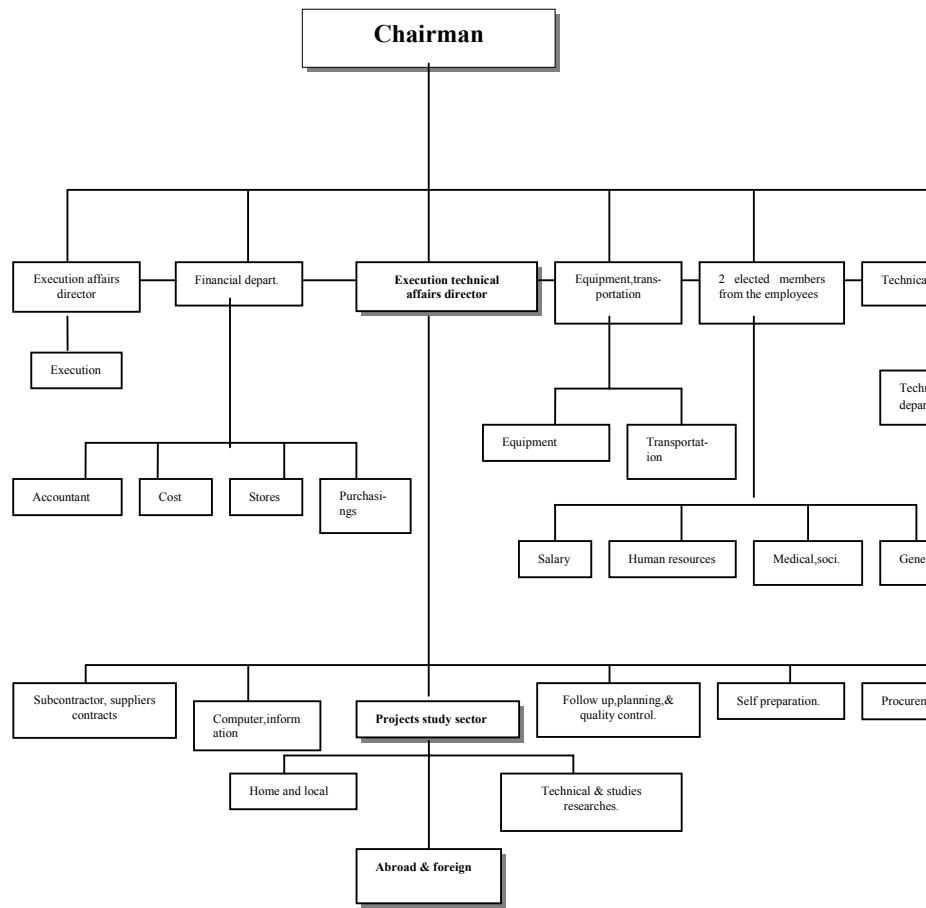 Chairman
Execution affairs
director
Financial depart.
Execution technical
affairs director
Equipment,trans-
portation
2 elected members
from the employees
Technical
Execution
Equipment
Transportat-
ion
Accountant
Cost
Stores
Purchasi-
ngs
Salary
Human resources
Medical,soci.
Subcontractor, suppliers
contracts
Computer,inform
ation
Projects study sector
Follow up,planning,&
quality control.
Self preparation.
Home and local
Technical & studies
researches.
Abroad & foreign